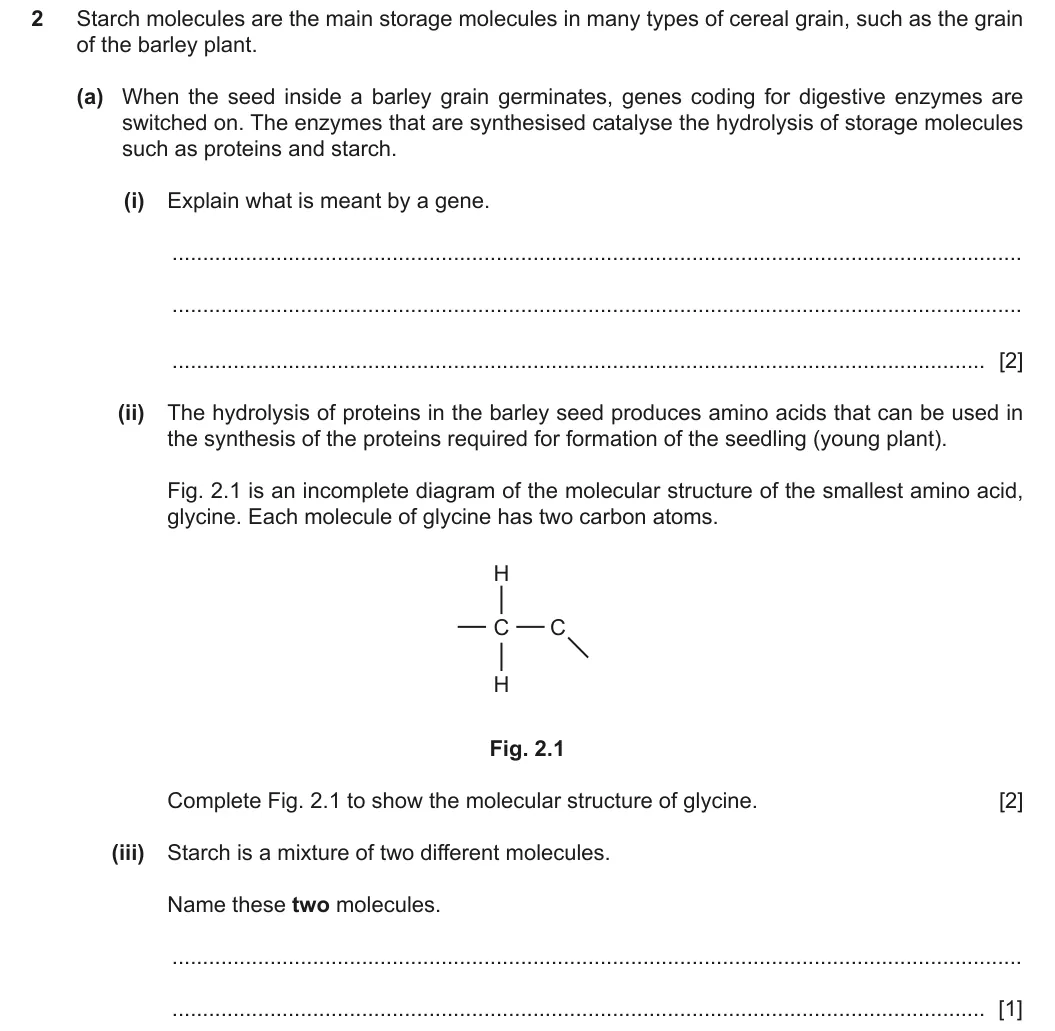 2 Starch molecules are the main storage molecules in many types of cereal grain, such as the grain
of the barley plant.
(a) When the seed inside a barley grain germinates, genes coding for digestive enzymes are
switched on. The enzymes that are synthesised catalyse the hydrolysis of storage molecules
such as proteins and starch.
(i) Explain what is meant by a gene.
..........................................................................................................................................
..........................................................................................................................................
.................................................................................................................................... [2]
(ii) The hydrolysis of proteins in the barley seed produces amino acids that can be used in
the synthesis of the proteins required for formation of the seedling (young plant).
Fig. 2.1 is an incomplete diagram of the molecular structure of the smallest amino acid,
glycine. Each molecule of glycine has two carbon atoms.
H
C C
H
Fig. 2.1
Complete Fig. 2.1 to show the molecular structure of glycine. [2]
(iii) Starch is a mixture of two different molecules.
Name these two molecules.
..........................................................................................................................................
.................................................................................................................................... [1]